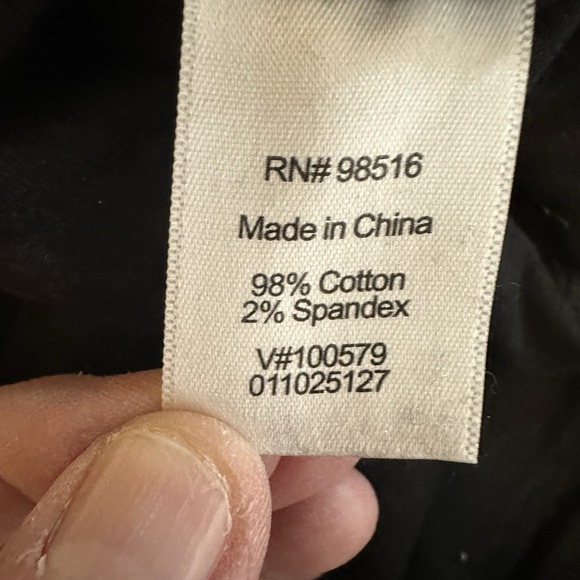 RN# 98516
Made in China
98% Cotton
2% Spandex
V#100579
011025127